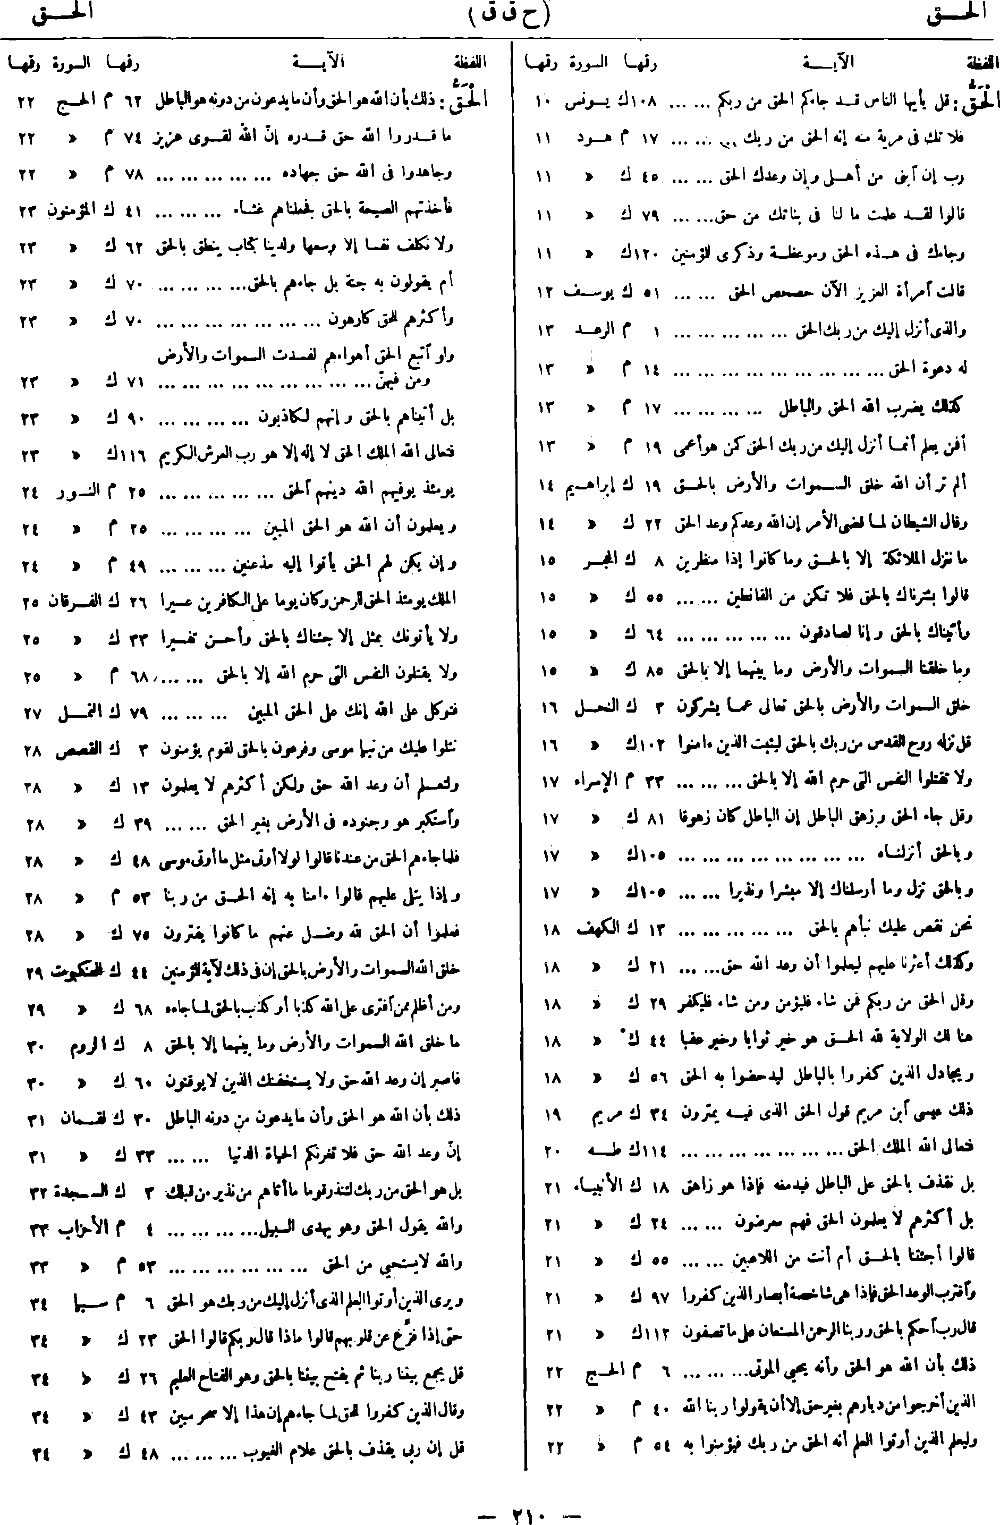 الحـــق (ح ق ق) الحـــق
اللفظة الآيــة رقمها السورة رقمها
الْحَقُّ : قل يأيها الناس قد جاءكم الحق من ربكم ... ... ١٠٨ ك يونس ١٠
فلا تك فى مرية منه إنه الحق من ربك ... ... ١٧ م هود ١١
رب إن آبنى من أهلى وإن وعدك الحق ... ... ٤٥ ك « ١١
قالوا لقد علمت ما لنا فى بناتك من حق... ... ٧٩ ك « ١١
وجاءك فى هــذه الحق وموعظة وذكرى للؤمنين ١٢٠ك « ١١
قالت آمرأة العزيز الآن حصحص الحق ... ... ٥١ ك يوسف ١٢
والذى أنزل إليك من ربك الحق ... ... ... ... ١ م الرعد ١٣
له دعوة الحق... ... ... ... ... ... ... ... ١٤ م « ١٣
كذلك يضرب الله الحق والباطل ... ... ... ١٧ م « ١٣
أفمن يعلم أنما أنزل إليك من ربك الحق كمن هو أعمى ١٩ م « ١٣
ألم تر أن الله خلق السموات والأرض بالحق ١٩ ك إبراهيم ١٤
وقال الشيطان لما قضى الأمر إن الله وعدكم وعد الحق ٢٢ ك « ١٤
ما ننزل الملائكة إلا بالحق وما كانوا إذا منظرين ٨ ك الحجر ١٥
قالوا بشرناك بالحق فلا تكن من القانطين ... ... ٥٥ ك « ١٥
وأتيناك بالحق و إنا لصادقون ... ... ... ... ٦٤ ك « ١٥
وما خلقنا السموات والأرض وما بينهما إلا بالحق ٨٥ ك « ١٥
خلق السموات والأرض بالحق تعالى عما يشركون ٣ ك النحل ١٦
قل نزله روح القدس من ربك بالحق ليثبت الذين ءامنوا ١٠٢ك « ١٦
ولا تقتلوا النفس التى حرم الله إلا بالحق... ... ... ٣٣ م الإسراء ١٧
وقل جاء الحق وزهق الباطل إن الباطل كان زهوقا ٨١ ك « ١٧
وبالحق أنزلناه ... ... ... ... ... ... ... ١٠٥ك « ١٧
وبالحق نزل وما أرسلناك إلا مبشرا ونذيرا ... ... ١٠٥ك « ١٧
نحن نقص عليك نبأهم بالحق ... ... ... ... ١٣ ك الكهف ١٨
وكذلك أعثرنا عليهم ليعلموا أن وعد الله حق... ... ٢١ ك « ١٨
وقل الحق من ربكم فمن شاء فليؤمن ومن شاء فليكفر ٢٩ ك « ١٨
هنا لك الولاية لله الحق هو خير ثوابا وخير عقبا ٤٤ ك « ١٨
ويجادل الذين كفروا بالباطل ليدحضوا به الحق ٥٦ ك « ١٨
ذلك عيسى آبن مريم قول الحق الذى فيه يمترون ٣٤ ك مريم ١٩
فتعالى الله الملك الحق... ... ... ... ... ... ١١٤ك طـه ٢٠
بل نقذف بالحق على الباطل فيدمغه فإذا هو زاهق ١٨ ك الأنبياء ٢١
بل أكثرهم لا يعلمون الحق فهم معرضون ... ... ٢٤ ك « ٢١
قالوا أجئتنا بالحق أم أنت من اللاعبين ... ... ٥٥ ك « ٢١
وآقترب الوعد الحق فإذا هى شاخصة أبصار الذين كفروا ٩٧ ك « ٢١
قال رب آحكم بالحق وربنا الرحمن المستعان على ما تصفون ١١٢ك « ٢١
ذلك بأن الله هو الحق وأنه يحيى الموتى... ... ... ٦ م الحج ٢٢
الذين أخرجوا من ديارهم بغير حق إلا أن يقولوا ربنا الله ٤٠ م « ٢٢
وليعلم الذين أوتوا العلم أنه الحق من ربك فيؤمنوا به ٥٤ م « ٢٢
اللفظة الآيــة رقمها السورة رقمها
الْحَقُّ : ذلك بأن الله هو الحق وأن ما يدعون من دونه هو الباطل ٦٢ م الحج ٢٢
ما قدروا الله حق قدره إنّ الله لقوى عزيز ٧٤ م « ٢٢
وجاهدوا فى الله حق جهاده ... ... ... ... ٧٨ م « ٢٢
فأخذتهم الصيحة بالحق فجعلناهم غثاء ... ... ... ٤١ ك المؤمنون ٢٣
ولا نكلف نفسا إلا وسعها ولدينا كتاب ينطق بالحق ٦٢ ك « ٢٣
أم يقولون به جنة بل جاءهم بالحق... ... ... ... ٧٠ ك « ٢٣
وأكثرهم للحق كارهون ... ... ... ... ... ... ٧٠ ك « ٢٣
ولو آتبع الحق أهواءهم لفسدت السموات والأرض
ومن فيهنّ ... ... ... ... ... ... ... ... ٧١ ك « ٢٣
بل أتيناهم بالحق و إنهم لكاذبون ... ... ... ... ٩٠ ك « ٢٣
فتعالى الله الملك الحق لا إله إلا هو رب العرش الكريم ١١٦ك « ٢٣
يومئذ يوفيهم الله دينهم الحق ... ... ... ... ٢٥ م النور ٢٤
ويعلمون أن الله هو الحق المبين ... ... ... ... ٢٥ م « ٢٤
وإن يكن لهم الحق يأتوا إليه مذعنين ... ... ... ٤٩ م « ٢٤
الملك يومئذ الحق للرحمن وكان يوما على الكافرين عسيرا ٢٦ ك الفرقان ٢٥
ولا يأتونك بمثل إلا جئناك بالحق وأحسن تفسيرا ٣٣ ك « ٢٥
ولا يقتلون النفس التى حرم الله إلا بالحق ... ... ٦٨ م « ٢٥
فتوكل على الله إنك على الحق المبين ... ... ... ٧٩ ك النمل ٢٧
نتلوا عليك من نبإ موسى وفرعون بالحق لقوم يؤمنون ٣ ك القصص ٢٨
ولتعلم أن وعد الله حق ولكن أكثرهم لا يعلمون ١٣ ك « ٢٨
وآستكبر هو وجنوده فى الأرض بغير الحق ... ... ٣٩ ك « ٢٨
فلما جاءهم الحق من عندنا قالوا لولا أوتى مثل ما أوتى موسى ٤٨ ك « ٢٨
و إذا يتلى عليهم قالوا ءامنا به إنه الحق من ربنا ٥٣ م « ٢٨
فعلموا أن الحق لله وضل عنهم ما كانوا يفترون ٧٥ ك « ٢٨
خلق الله السموات والأرض بالحق إن فى ذلك لآية للؤمنين ٤٤ ك العنكبوت ٢٩
ومن أظلم ممن آفترى على الله كذبا أو كذب بالحق لما جاءه ٦٨ ك « ٢٩
ما خلق الله السموات والأرض وما بينهما إلا بالحق ٨ ك الروم ٣٠
فاصبر إن وعد الله حق ولا يستخفنك الذين لا يوقنون ٦٠ ك « ٣٠
ذلك بأن الله هو الحق وأن ما يدعون من دونه الباطل ٣٠ ك لقمان ٣١
إنّ وعد الله حق فلا تغرنكم الحياة الدنيا ... ... ٣٣ ك « ٣١
بل هو الحق من ربك لتنذر قوما ما أتاهم من نذير من قبلك ٣ ك السجدة ٣٢
والله يقول الحق وهو يهدى السبيل... ... ... ... ٤ م الأحزاب ٣٣
والله لا يستحيى من الحق ... ... ... ... ... ٥٣ م « ٣٣
ويرى الذين أوتوا العلم الذى أنزل إليك من ربك هو الحق ٦ م سبإ ٣٤
حتى إذا فزّع عن قلوبهم قالوا ماذا قال ربكم قالوا الحق ٢٣ ك « ٣٤
قل يجمع بيننا ربنا ثم يفتح بيننا بالحق وهو الفتاح العليم ٢٦ ك « ٣٤
وقال الذين كفروا للحق لما جاءهم إن هذا إلا سحر مبين ٤٣ ك « ٣٤
قل إن ربى يقذف بالحق علام الغيوب ... ... ... ٤٨ ك « ٣٤
— ٢١٠ —